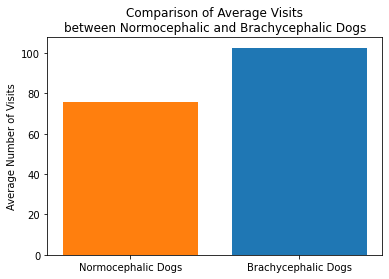 Comparison of Average Visits
between Normocephalic and Brachycephalic Dogs
Average Number of Visits
100
80
60
40
20
0
Normocephalic Dogs
Brachycephalic Dogs